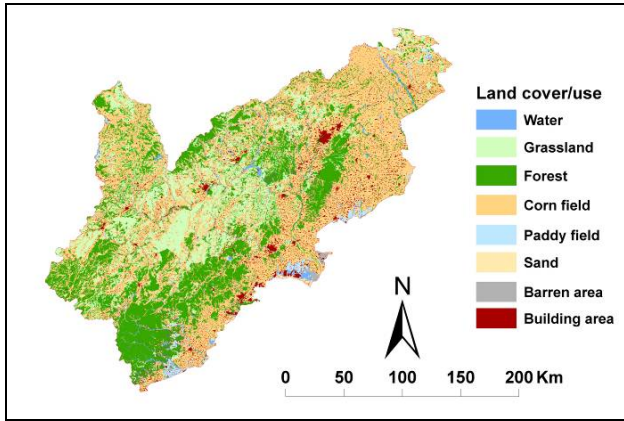 Land cover/use
Water
Grassland
Forest
Corn field
Paddy field
Sand
Barren area
Building area
N
0 50 100 150 200 Km